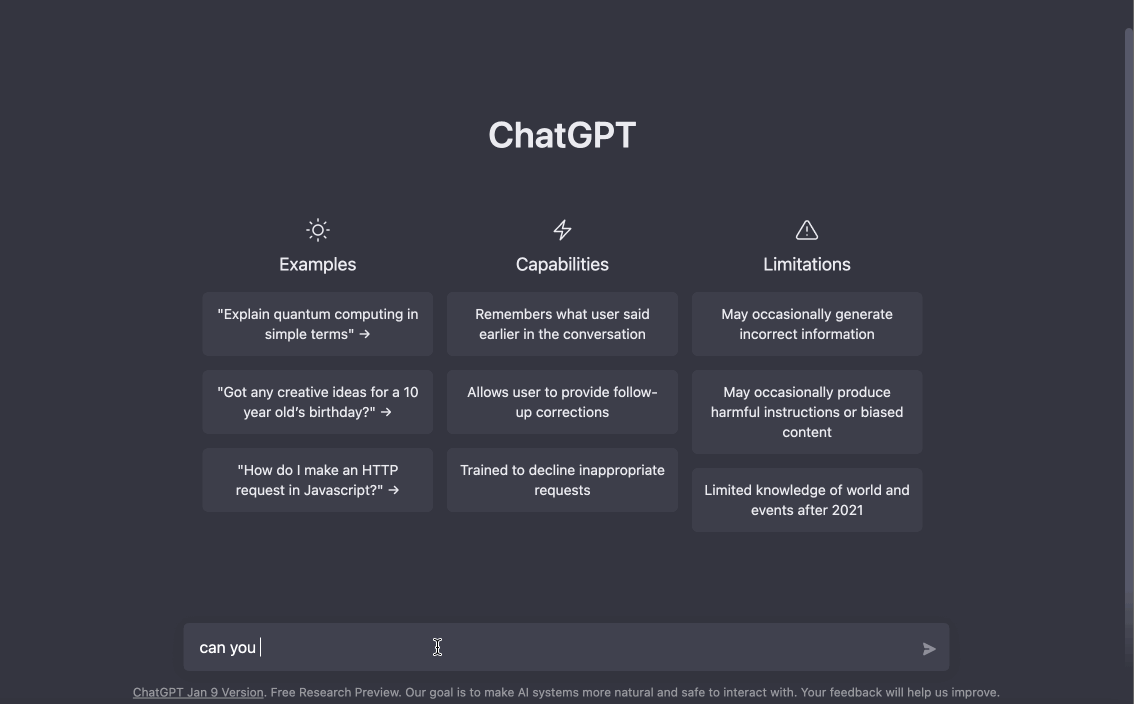 ChatGPT
Examples
"Explain quantum computing in
simple terms" →
"Got any creative ideas for a 10
year old's birthday?" →
"How do I make an HTTP
request in Javascript?" →
Capabilities
Remembers what user said
earlier in the conversation
Allows user to provide follow-
up corrections
Trained to decline inappropriate
requests
Limitations
May occasionally generate
incorrect information
May occasionally produce
harmful instructions or biased
content
Limited knowledge of world and
events after 2021
can you
ChatGPT Jan 9 Version. Free Research Preview. Our goal is to make AI systems more natural and safe to interact with. Your feedback will help us improve.